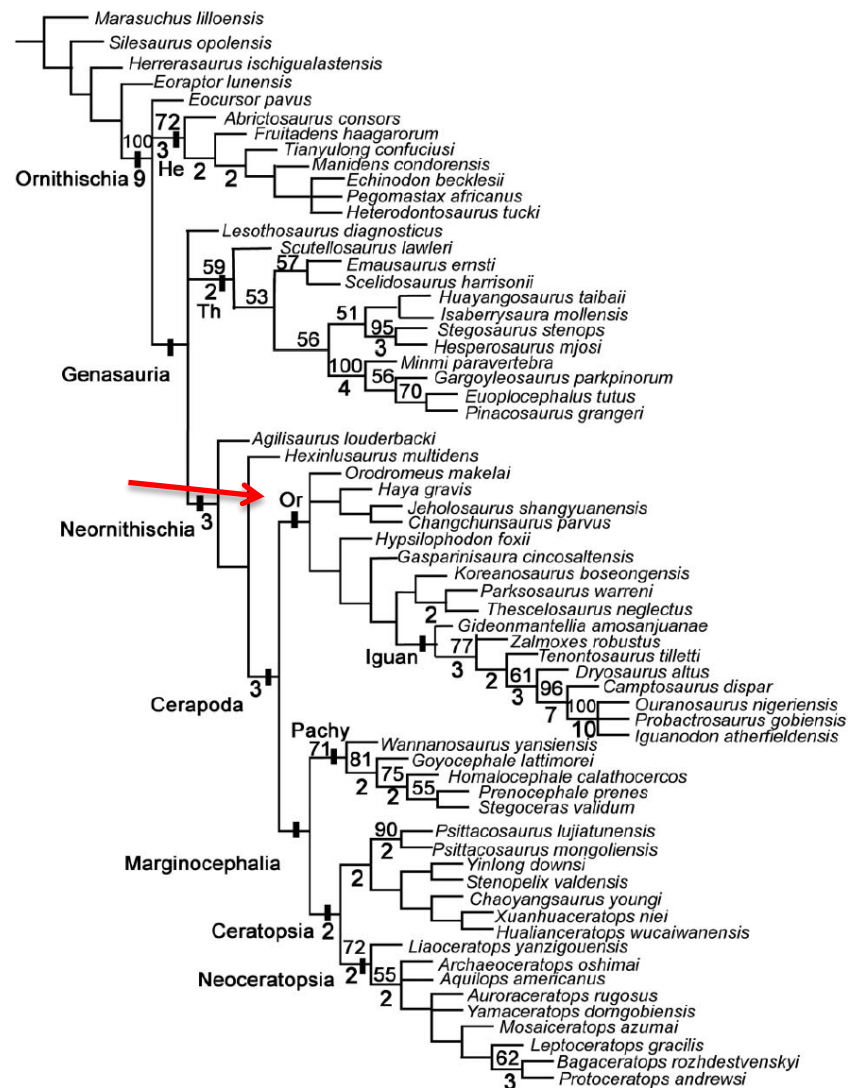 Marasuchus lilloensis
Silesaurus opolensis
Herrerasaurus ischigualastensis
Eoraptor lunensis
Eocursor pavus
72
Abrictosaurus consors
Fruitadens haagarorum
100
3
Tianyulong confuciusi
Manidens condorensis
Ornithischia 9
He
2
2
Echinodon becklesii
Pegomastax africanus
Heterodontosaurus tucki
Lesothosaurus diagnosticus
Scutellosaurus lawleri
59
57
Emausaurus ernsti
2
Scelidosaurus harrisonii
Th
53
Huayangosaurus taibaii
51
Isaberrysaura mollensis
95
Stegosaurus stenops
56
3
Hesperosaurus mjosi
Genasauria
100
Minmi paravertebra
4
56
Gargoyleosaurus parkpinorum
70
Euoplocephalus tutus
Pinacosaurus grangeri
Agilisaurus louderbacki
Hexinlusaurus multidens
Orodromeus makelai
Or
Haya gravis
Jeholosaurus shangyuanensis
Neornithischia 3
Changchunsaurus parvus
Hypsilophodon foxii
Gasparinisaura cincosaltensis
Koreanosaurus boseongensis
Parksosaurus warreni
2
Thescelosaurus neglectus
Gideonmantellia amosanjuanae
Iguan
77
Zalmoxes robustus
3
2
Tenontosaurus tilletti
61
Dryosaurus altus
3
96
Camptosaurus dispar
Cerapoda
3
7
100
Ouranosaurus nigeriensis
10
Probactrosaurus gobiensis
Iguanodon atherfieldensis
Pachy
71
Wannanosaurus yansiensis
81
Goyocephale lattimorei
2
75
Homalocephale calathocercos
2
55
Prenocephale prenes
Stegoceras validum
Marginocephalia
90
Psittacosaurus lujiatunensis
2
Psittacosaurus mongoliensis
2
Yinlong downsi
Stenopelix valdensis
Chaoyangsaurus youngi
Xuanhuaceratops niei
Ceratopsia 2
Hualianceratops wucaiwanensis
72
Liaoceratops yanzigouensis
Neoceratopsia
2
55
Archaeoceratops oshimai
2
Aquilops americanus
Auroraceratops rugosus
Yamaceratops dorngobiensis
Mosaiceratops azumai
Leptoceratops gracilis
62
Bagaceratops rozhdestvenskyi
3
Protoceratops andrewsi